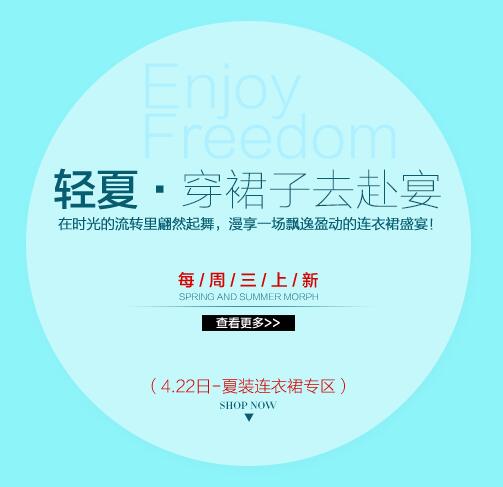 Enjoy
Freedom
轻夏·穿裙子去赴宴
在时光的流转里翩然起舞，漫享一场飘逸盈动的连衣裙盛宴！
每/周/三/上/新
SPRING AND SUMMER MORPH
查看更多>>
（4.22日-夏装连衣裙专区）
SHOP NOW